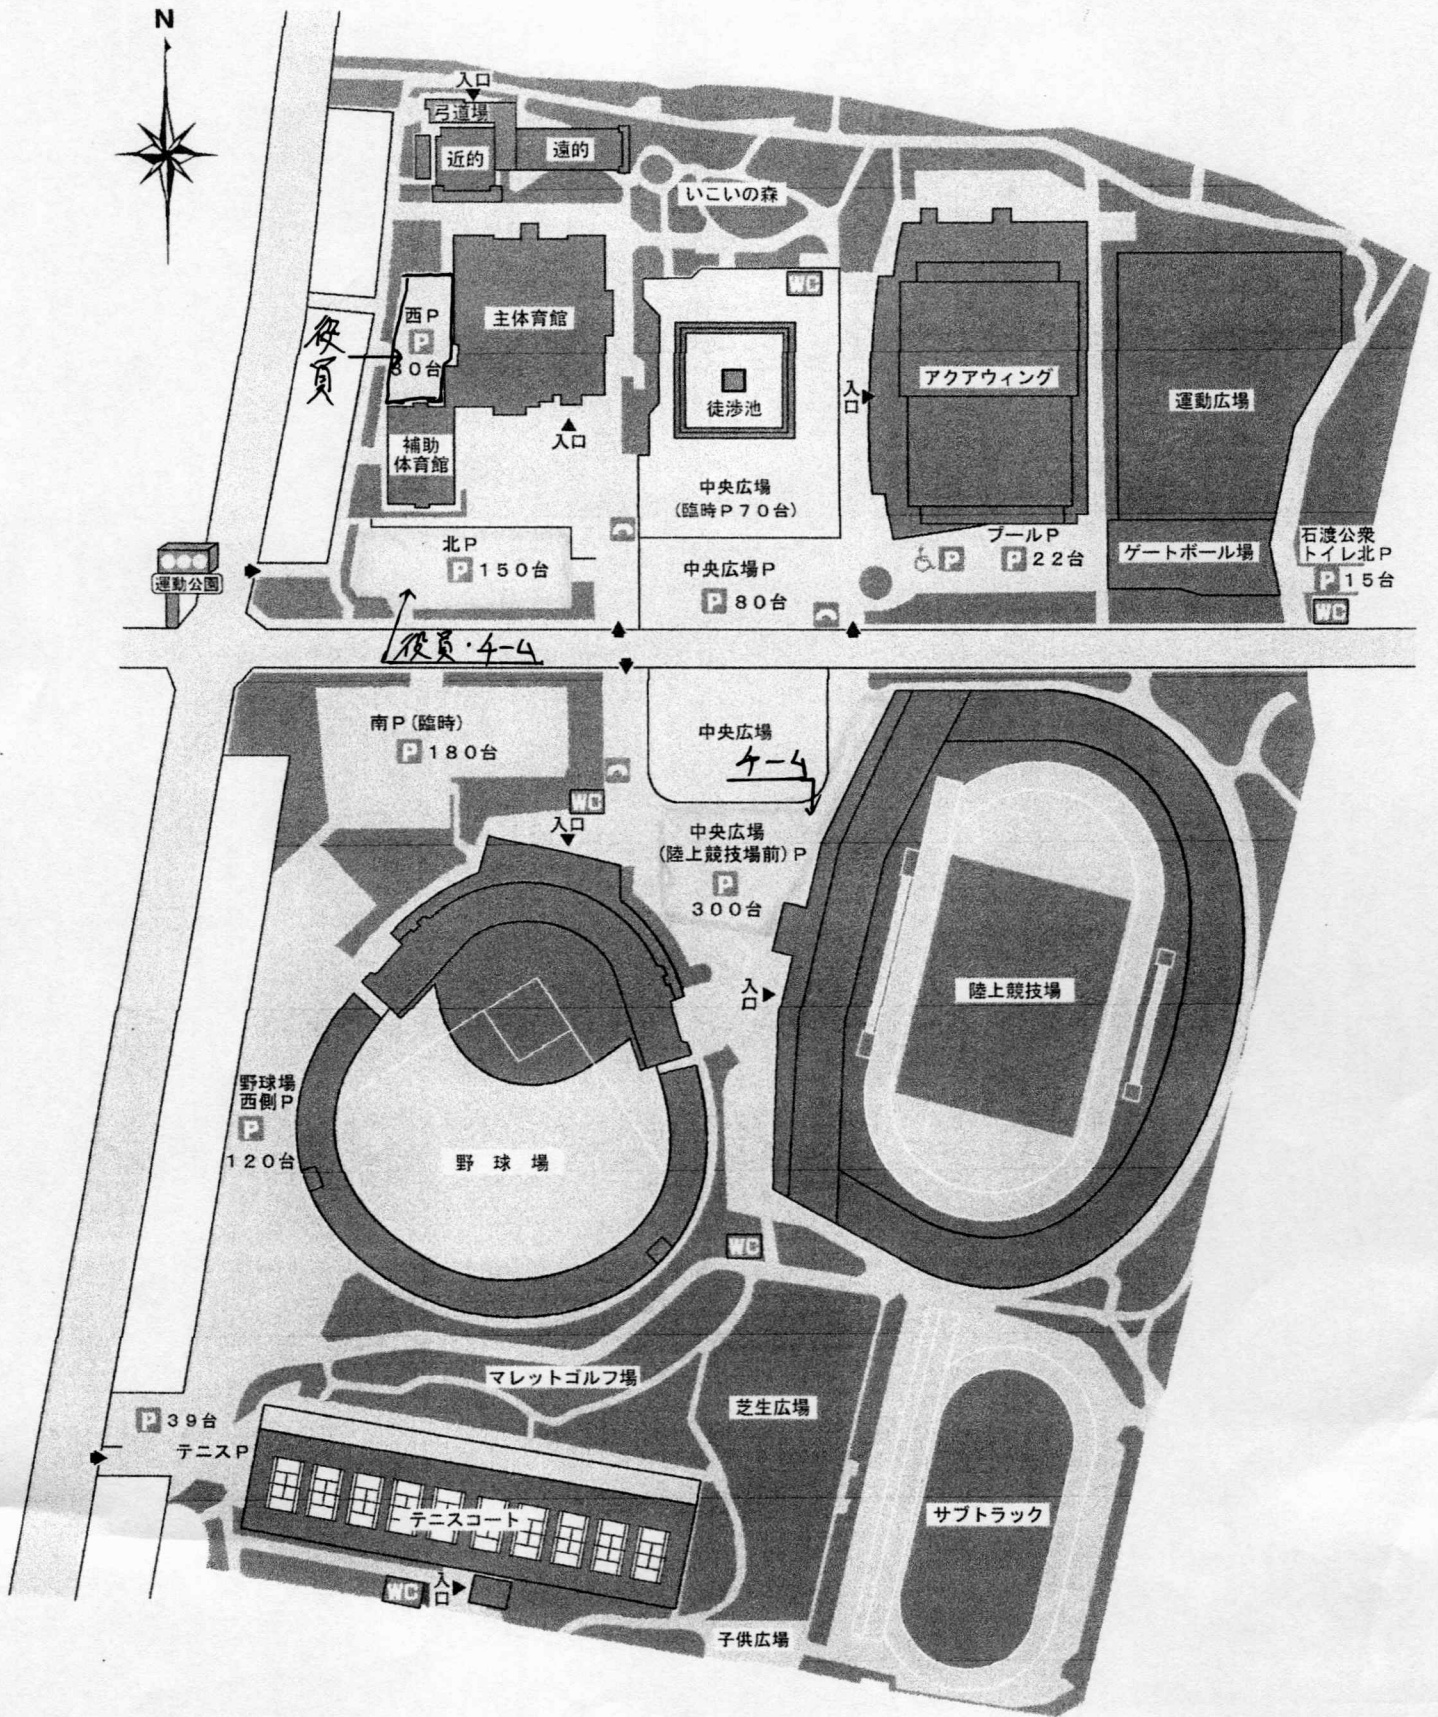 N
入口
弓道場
近的
遠的
いこいの森
WC
西P
P
30台
役員
主体育館
徒渉池
入口
アクアウィング
運動広場
入口
補助
体育館
中央広場
(臨時P70台)
北P
P 150台
中央広場P
P 80台
プールP
P P 22台
ゲートボール場
石渡公衆
トイレ北P
P 15台
WC
運動公園
役員・チーム
南P(臨時)
P 180台
中央広場
チーム
WC
入口
中央広場
(陸上競技場前)P
P
300台
入口
陸上競技場
野球場
西側P
P
120台
野球場
WC
マレットゴルフ場
芝生広場
P 39台
テニスP
テニスコート
サブトラック
WC
入口
子供広場